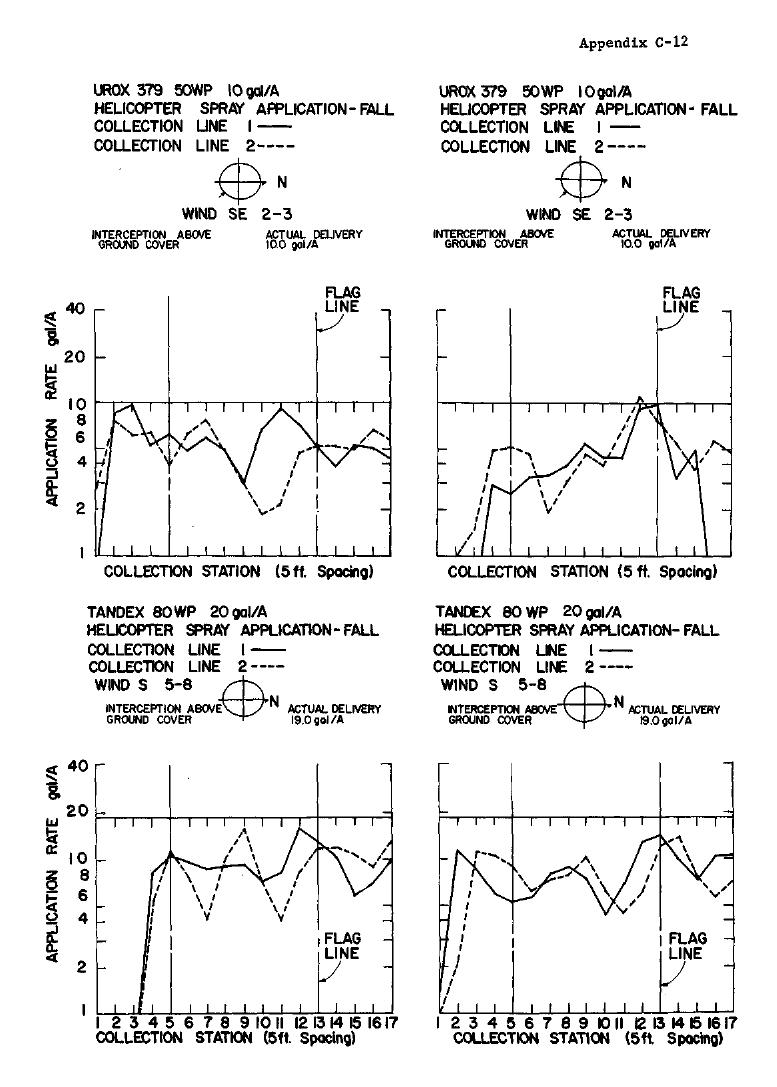 Appendix C-12
UROX 379 50WP 10 gal/A
HELICOPTER SPRAY APPLICATION-FALL
COLLECTION LINE 1 ——
COLLECTION LINE 2 ----
N
WIND SE 2-3
INTERCEPTION ABOVE GROUND COVER
ACTUAL DELIVERY 10.0 gal/A
UROX 379 50WP 10gal/A
HELICOPTER SPRAY APPLICATION- FALL
COLLECTION LINE 1 ——
COLLECTION LINE 2----
N
WIND SE 2-3
INTERCEPTION ABOVE GROUND COVER
ACTUAL DELIVERY 10.0 gal/A
APPLICATION RATE gal/A
40
20
10
8
6
4
2
1
FLAG
LINE
COLLECTION STATION (5 ft. Spacing)
FLAG
LINE
COLLECTION STATION (5 ft. Spacing)
TANDEX 80WP 20 gal/A
HELICOPTER SPRAY APPLICATION-FALL
COLLECTION LINE 1 ——
COLLECTION LINE 2 ----
WIND S 5-8
N
INTERCEPTION ABOVE GROUND COVER
ACTUAL DELIVERY 19.0 gal/A
TANDEX 80 WP 20 gal/A
HELICOPTER SPRAY APPLICATION-FALL
COLLECTION LINE 1 ——
COLLECTION LINE 2 ----
WIND S 5-8
N
INTERCEPTION ABOVE GROUND COVER
ACTUAL DELIVERY 19.0 gal/A
APPLICATION RATE gal/A
40
20
10
8
6
4
2
1
FLAG
LINE
1 2 3 4 5 6 7 8 9 10 11 12 13 14 15 16 17
COLLECTION STATION (5ft. Spacing)
FLAG
LINE
1 2 3 4 5 6 7 8 9 10 11 12 13 14 15 16 17
COLLECTION STATION (5 ft. Spacing)